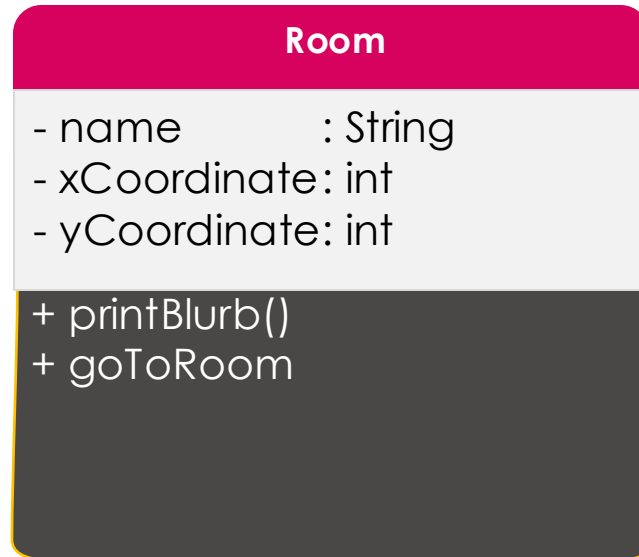 Room
- name : String
- xCoordinate: int
- yCoordinate: int
+ printBlurb()
+ goToRoom